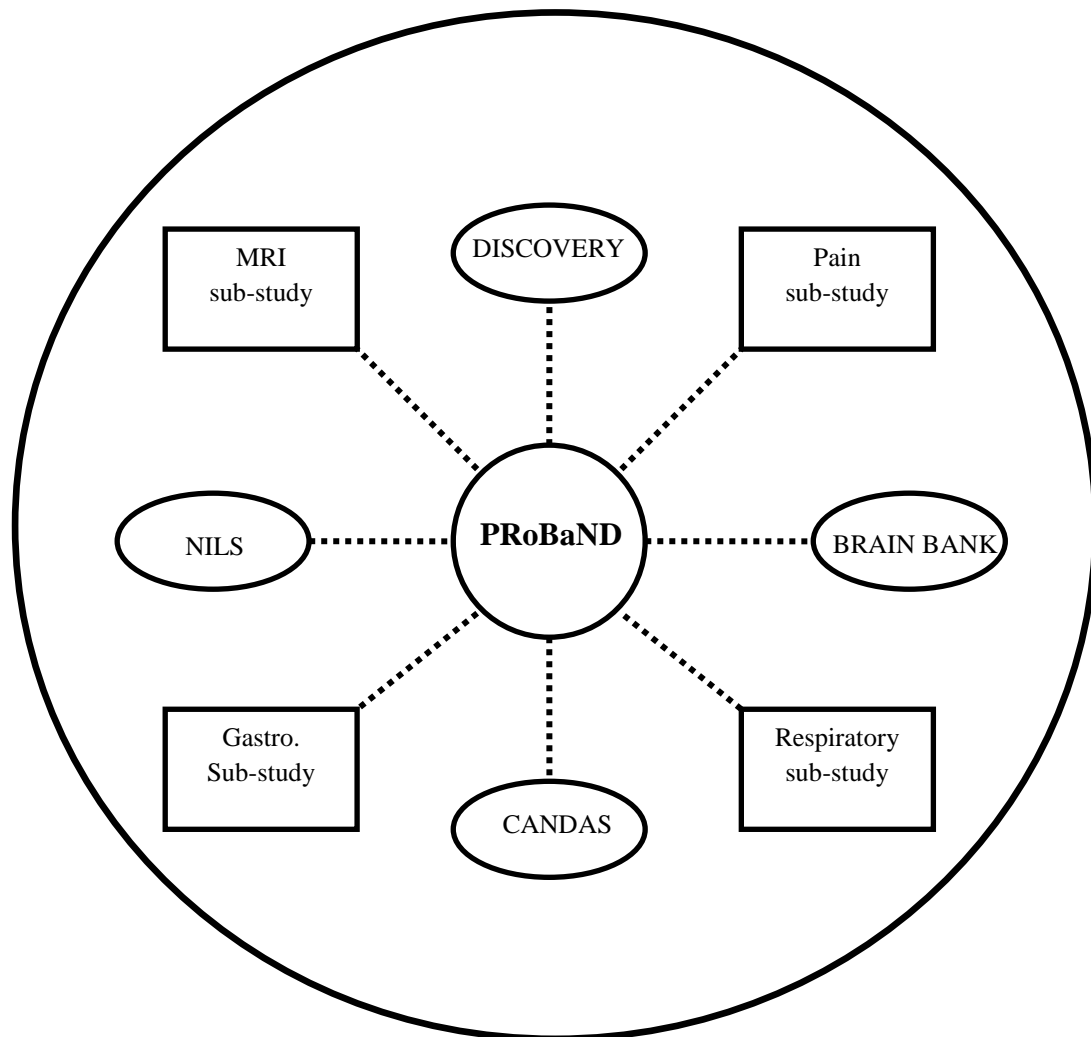 MRI
sub-study
DISCOVERY
Pain
sub-study
NILS
PRoBaND
BRAIN BANK
Gastro.
Sub-study
CANDAS
Respiratory
sub-study